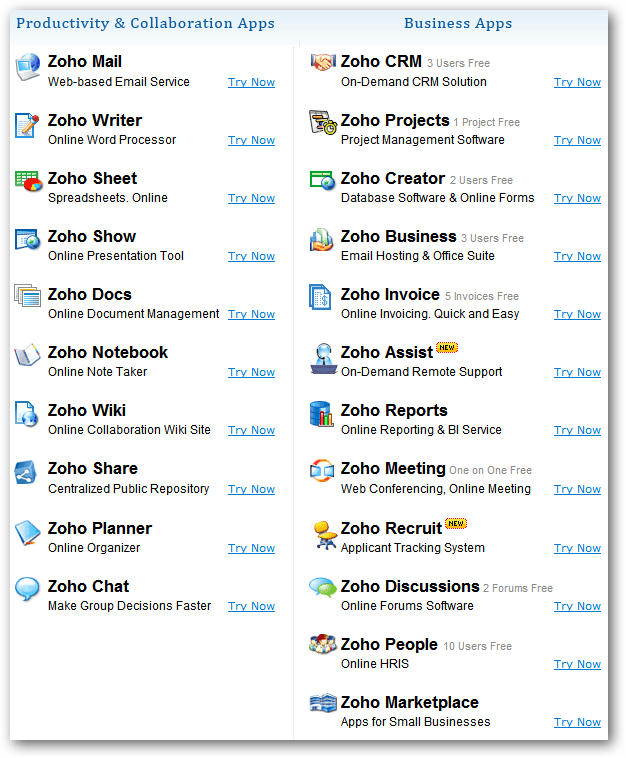 Productivity & Collaboration Apps
Zoho Mail
Web-based Email Service Try Now
Zoho Writer
Online Word Processor Try Now
Zoho Sheet
Spreadsheets. Online Try Now
Zoho Show
Online Presentation Tool Try Now
Zoho Docs
Online Document Management Try Now
Zoho Notebook
Online Note Taker Try Now
Zoho Wiki
Online Collaboration Wiki Site Try Now
Zoho Share
Centralized Public Repository Try Now
Zoho Planner
Online Organizer Try Now
Zoho Chat
Make Group Decisions Faster Try Now
Business Apps
Zoho CRM 3 Users Free
On-Demand CRM Solution Try Now
Zoho Projects 1 Project Free
Project Management Software Try Now
Zoho Creator 2 Users Free
Database Software & Online Forms Try Now
Zoho Business 3 Users Free
Email Hosting & Office Suite Try Now
Zoho Invoice 5 Invoices Free
Online Invoicing. Quick and Easy Try Now
Zoho Assist NEW
On-Demand Remote Support Try Now
Zoho Reports
Online Reporting & BI Service Try Now
Zoho Meeting One on One Free
Web Conferencing, Online Meeting Try Now
Zoho Recruit NEW
Applicant Tracking System Try Now
Zoho Discussions 2 Forums Free
Online Forums Software Try Now
Zoho People 10 Users Free
Online HRIS Try Now
Zoho Marketplace
Apps for Small Businesses Try Now